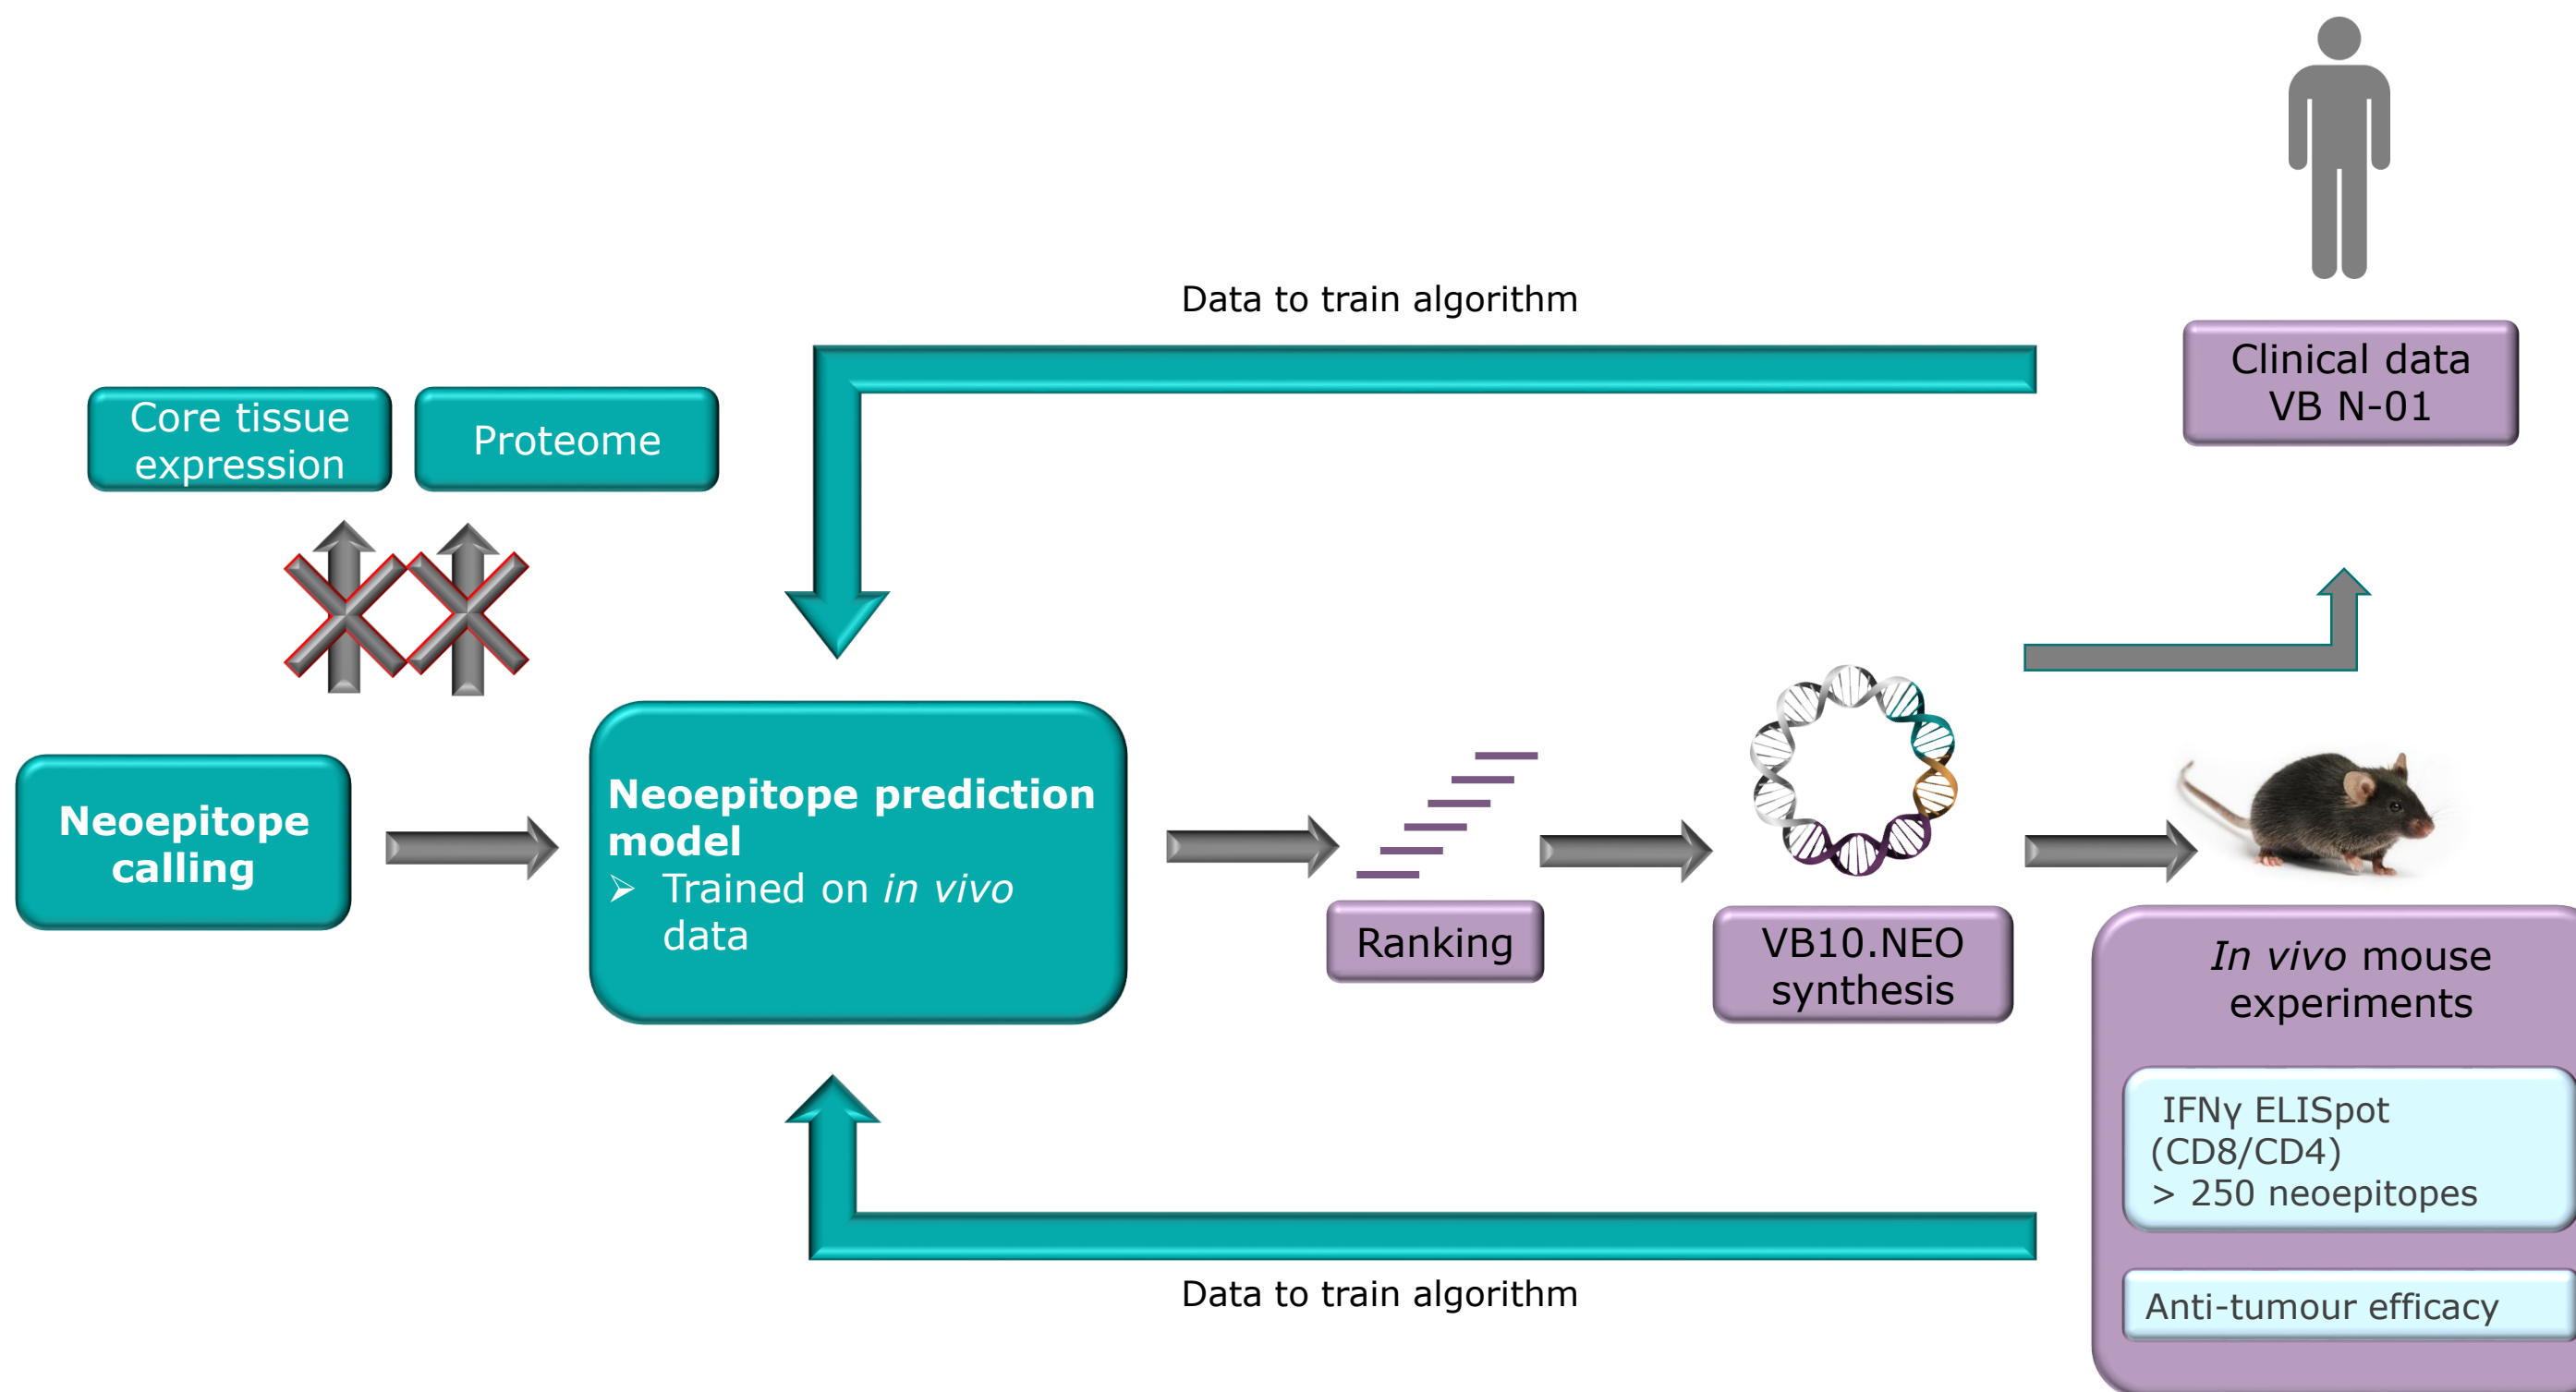 Data to train algorithm
Clinical data
VB N-01
Core tissue
expression
Proteome
Neoepitope
calling
Neoepitope prediction
model
➢ Trained on in vivo
data
Ranking
VB10.NEO
synthesis
In vivo mouse
experiments
IFNγ ELISpot
(CD8/CD4)
> 250 neoepitopes
Anti-tumour efficacy
Data to train algorithm